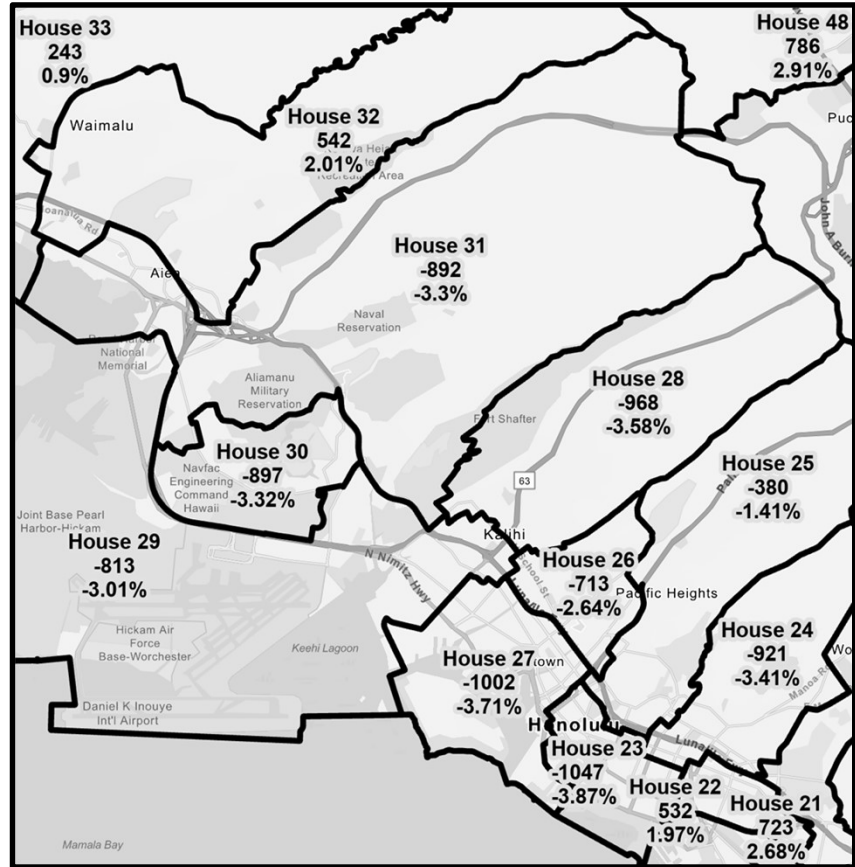 House 33
243
0.9%
House 48
786
2.91%
Waimalu
House 32
542
2.01%
Recreation Area
House 31
-892
-3.3%
Aiea
Naval
Reservation
National
Memorial
Aliamanu
Military
Reservation
House 28
-968
-3.58%
Fort Shafter
House 30
-897
-3.32%
Navfac
Engineering
Command
Hawaii
House 25
-380
-1.41%
63
Joint Base Pearl
Harbor-Hickam
House 29
-813
-3.01%
Kalihi
N Nimitz Hwy
School St
House 26
-713
-2.64%
Pacific Heights
Hickam Air
Force
Base-Worchester
Keehi Lagoon
House 24
-921
-3.41%
House 27
-1002
-3.71%
Daniel K Inouye
Int'l Airport
Honolulu
House 23
-1047
-3.87%
House 22
532
1.97%
House 21
723
2.68%
Mamala Bay